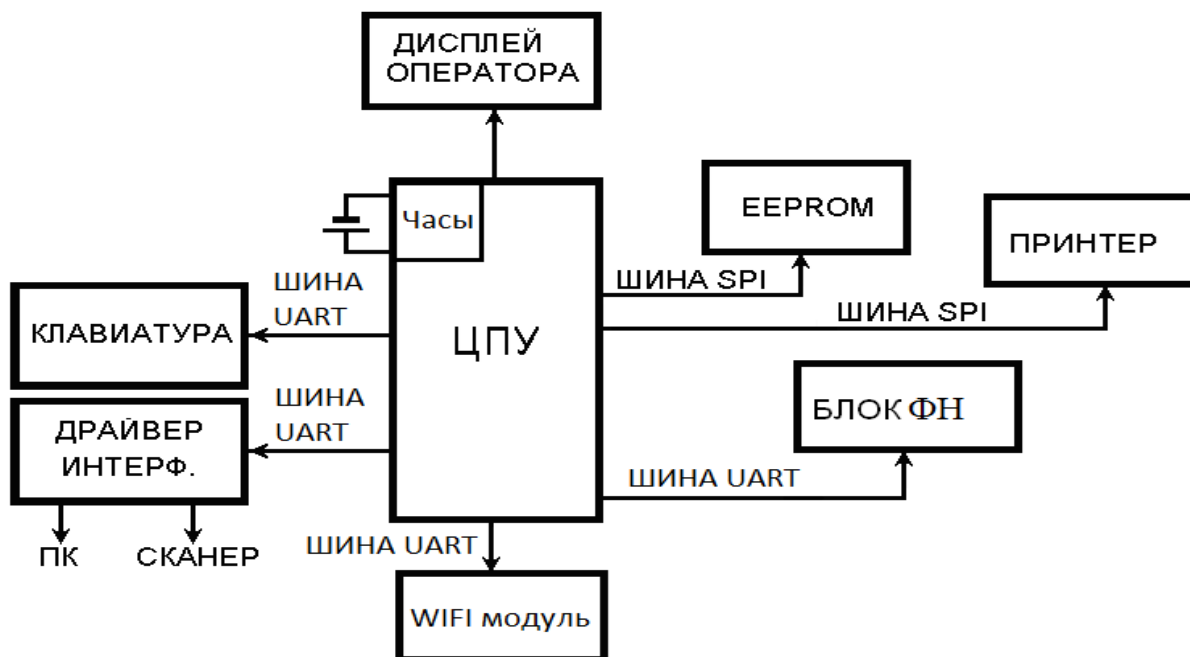 ДИСПЛЕЙ
ОПЕРАТОРА
Часы
EEPROM
ПРИНТЕР
ШИНА
UART
ШИНА SPI
ШИНА SPI
КЛАВИАТУРА
ЦПУ
ШИНА
UART
БЛОК ФН
ДРАЙВЕР
ИНТЕРФ.
ШИНА UART
ПК
СКАНЕР
ШИНА UART
WIFI модуль